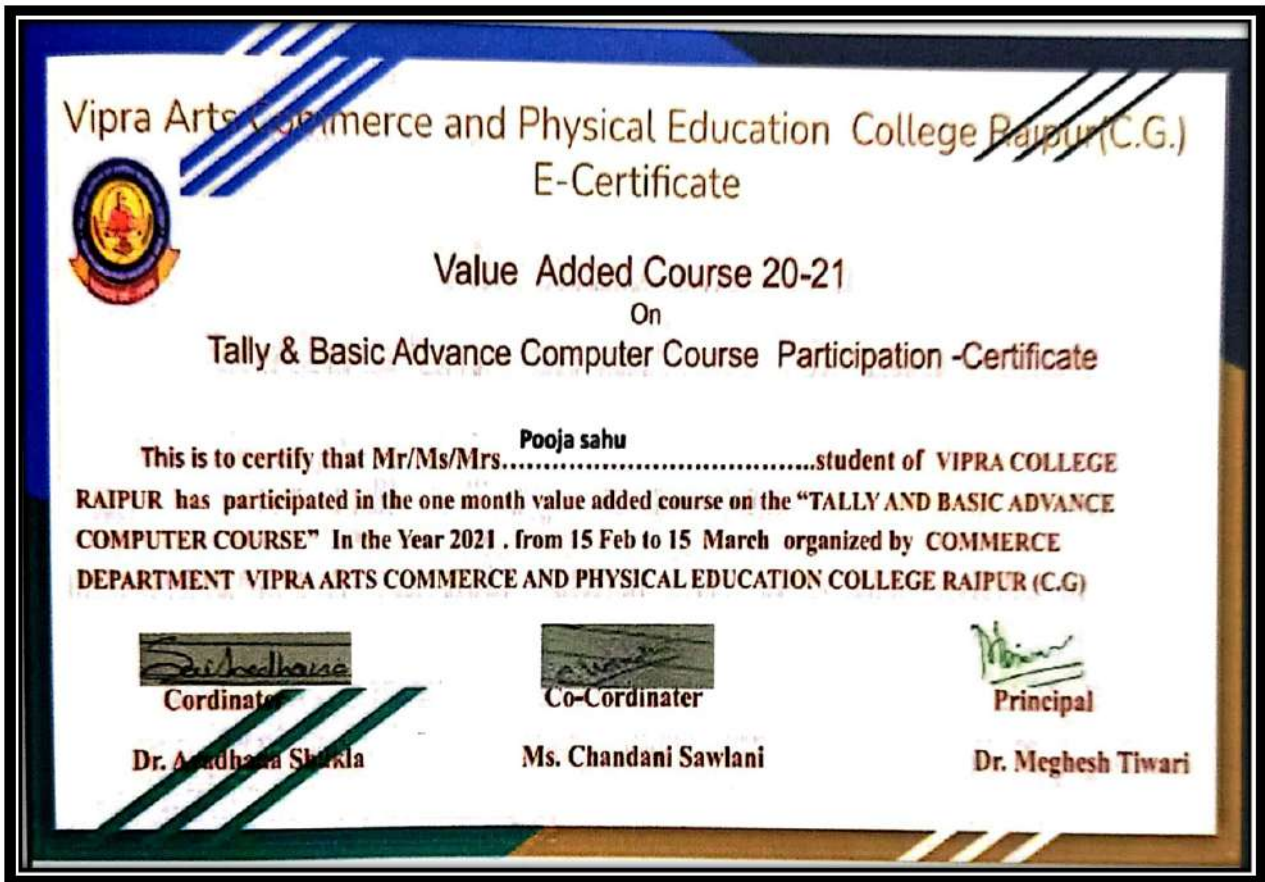 Vipra Arts Commerce and Physical Education College Raipur(C.G.)
E-Certificate
Value Added Course 20-21
On
Tally & Basic Advance Computer Course Participation -Certificate
Pooja sahu
This is to certify that Mr/Ms/Mrs....................................student of VIPRA COLLEGE
RAIPUR has participated in the one month value added course on the “TALLY AND BASIC ADVANCE
COMPUTER COURSE” In the Year 2021 . from 15 Feb to 15 March organized by COMMERCE
DEPARTMENT VIPRA ARTS COMMERCE AND PHYSICAL EDUCATION COLLEGE RAIPUR (C.G)
Cordinater Co-Cordinater Principal
Dr. Aradhana Shukla Ms. Chandani Sawlani Dr. Meghesh Tiwari